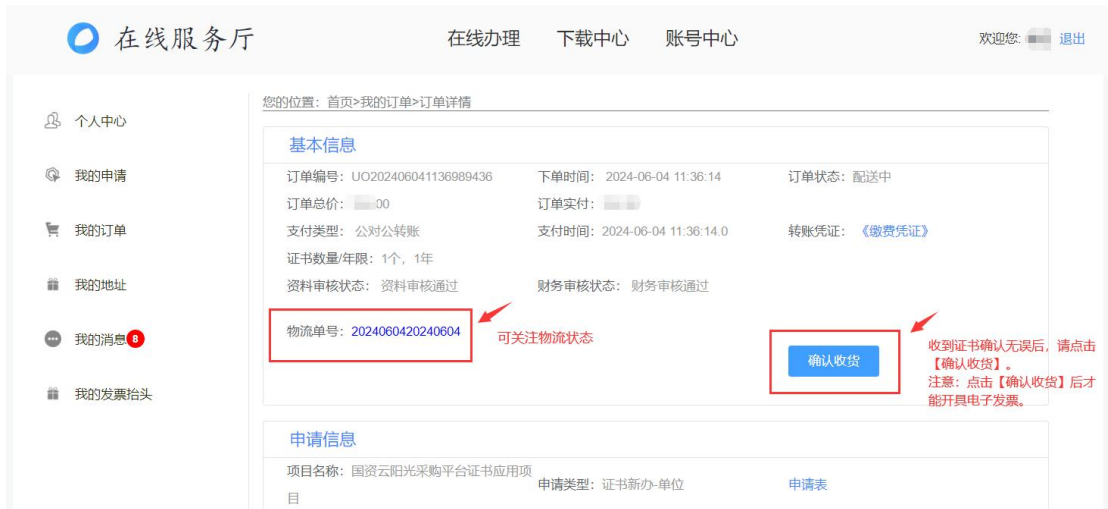 在线服务厅
在线办理 下载中心 账号中心
欢迎您: 退出
您的位置：首页>我的订单>订单详情
个人中心
我的申请
我的订单
我的地址
我的消息 8
我的发票抬头
基本信息
订单编号：UO202406041136989436 下单时间： 2024-06-04 11:36:14 订单状态：配送中
订单总价： 00 订单实付：
支付类型： 公对公转账 支付时间：2024-06-04 11:36:14.0 转账凭证： 《缴费凭证》
证书数量/年限：1个，1年
资料审核状态： 资料审核通过 财务审核状态： 财务审核通过
物流单号：2024060420240604
可关注物流状态
确认收货
收到证书确认无误后，请点击
【确认收货】。
注意：点击【确认收货】后才
能开具电子发票。
申请信息
项目名称：国资云阳光采购平台证书应用项
目
申请类型：证书新办-单位 申请表